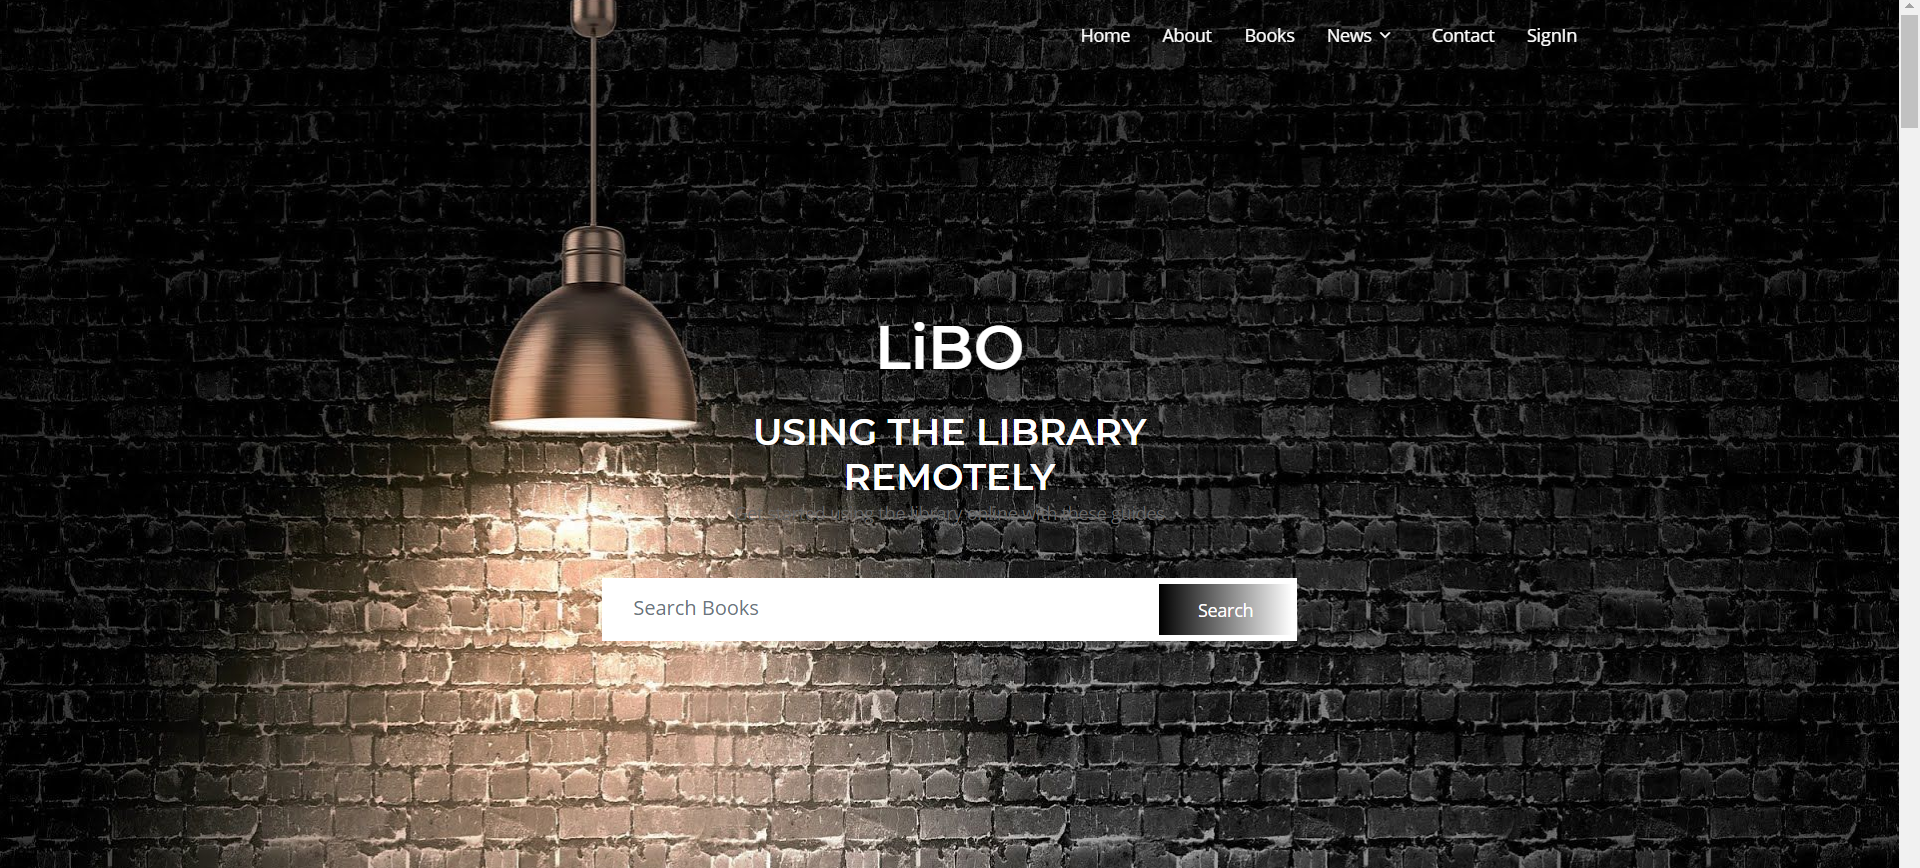 Home About Books News Contact SignIn
LiBO
USING THE LIBRARY
REMOTELY
using the library online with these guides
Search Books
Search